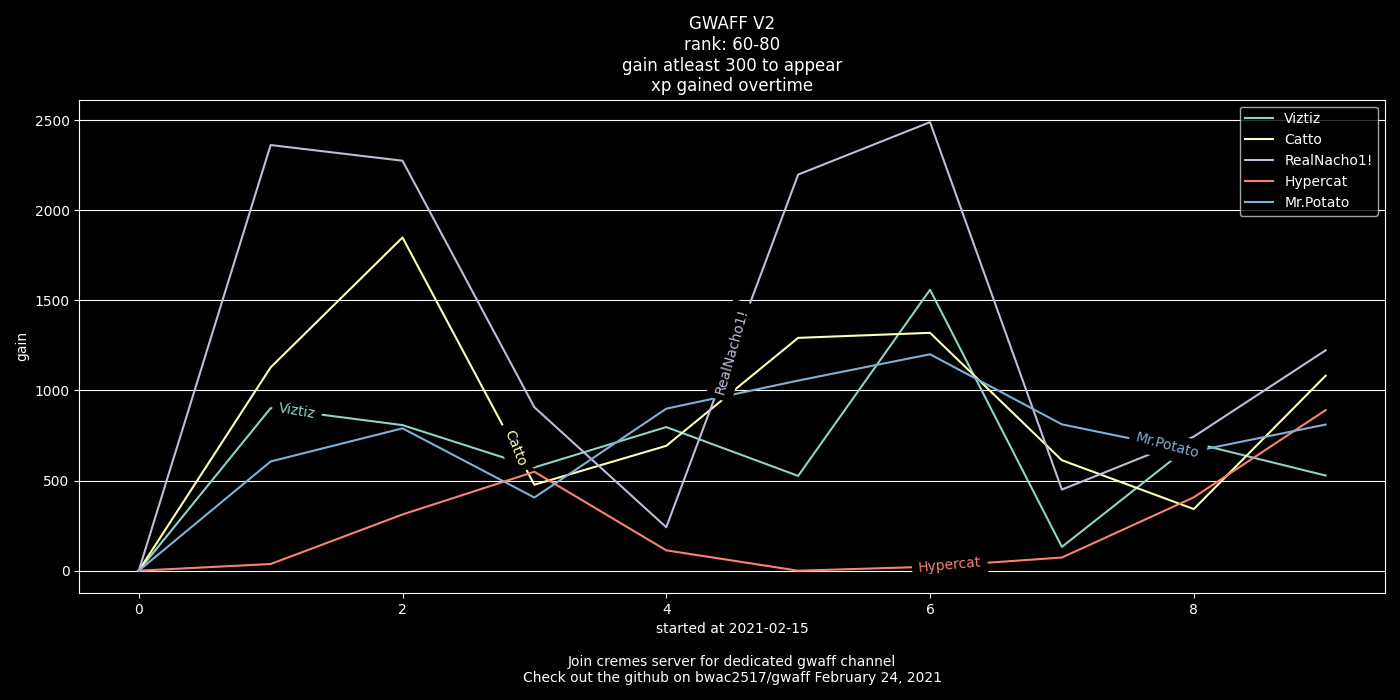 GWAFF V2
rank: 60-80
gain atleast 300 to appear
xp gained overtime
2500
2000
1500
1000
500
0
gain
Viztiz
Catto
RealNacho1!
Hypercat
Mr.Potato
Viztiz
Catto
RealNacho1!
Mr.Potato
Hypercat
0
2
4
6
8
started at 2021-02-15
Join cremes server for dedicated gwaff channel
Check out the github on bwac2517/gwaff February 24, 2021